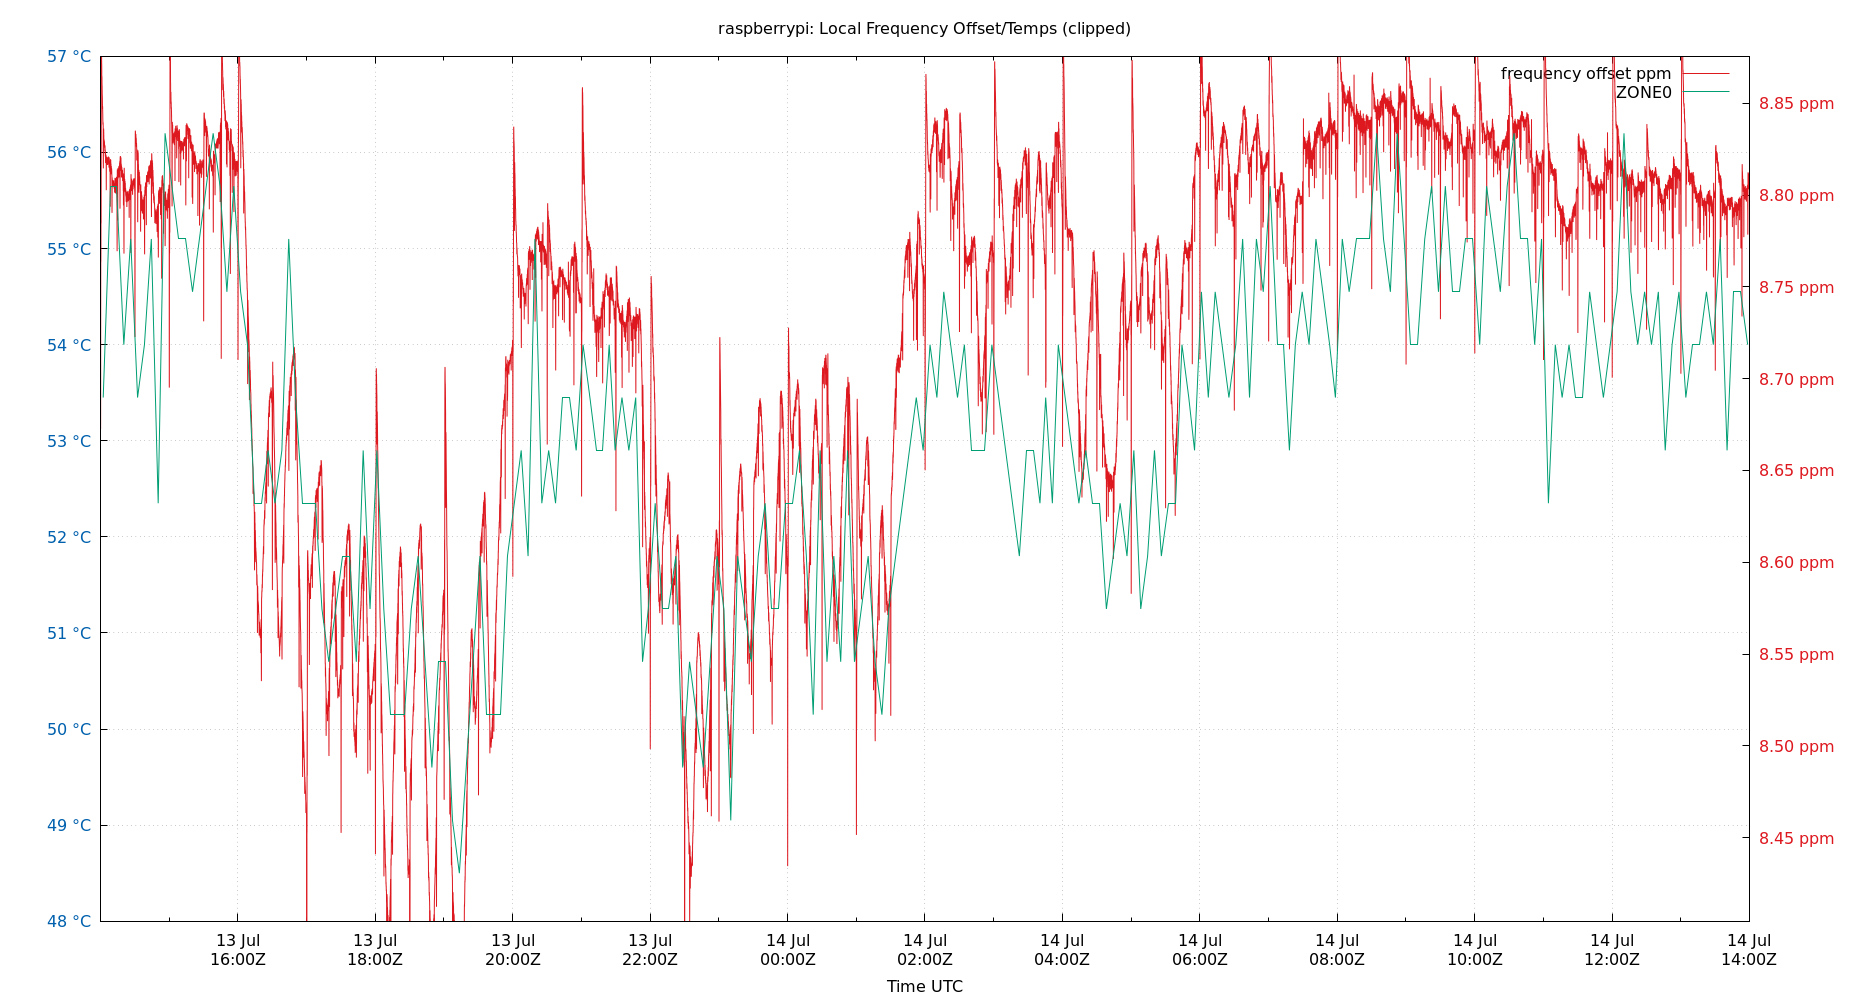 raspberrypi: Local Frequency Offset/Temps (clipped)
frequency offset ppm
ZONE0
57 °C
56 °C
55 °C
54 °C
53 °C
52 °C
51 °C
50 °C
49 °C
48 °C
8.85 ppm
8.80 ppm
8.75 ppm
8.70 ppm
8.65 ppm
8.60 ppm
8.55 ppm
8.50 ppm
8.45 ppm
13 Jul 13 Jul 13 Jul 13 Jul 14 Jul 14 Jul 14 Jul 14 Jul 14 Jul 14 Jul 14 Jul 14 Jul
16:00Z 18:00Z 20:00Z 22:00Z 00:00Z 02:00Z 04:00Z 06:00Z 08:00Z 10:00Z 12:00Z 14:00Z
Time UTC